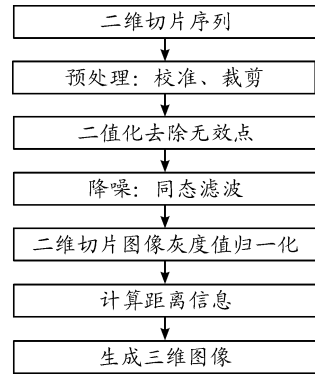 二维切片序列
预处理：校准、裁剪
二值化去除无效点
降噪：同态滤波
二维切片图像灰度值归一化
计算距离信息
生成三维图像